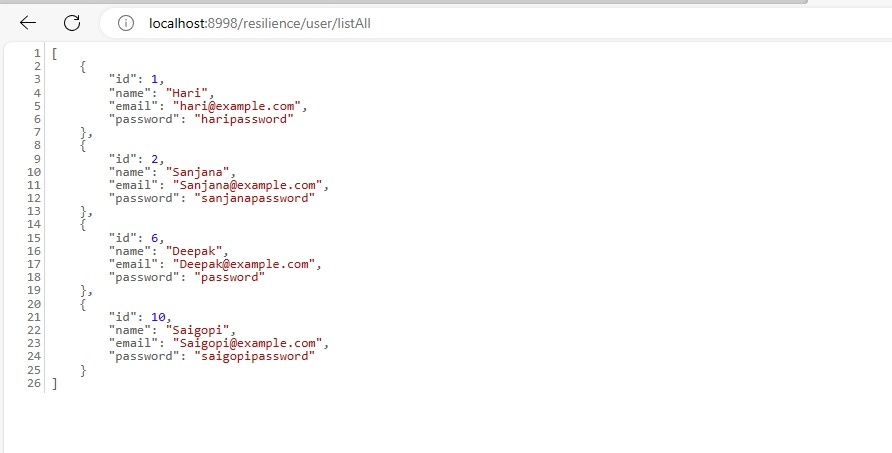 localhost:8998/resilience/user/listAll
1 [
2     {
3         "id": 1,
4         "name": "Hari",
5         "email": "hari@example.com",
6         "password": "haripassword"
7     },
8     {
9         "id": 2,
10         "name": "Sanjana",
11         "email": "Sanjana@example.com",
12         "password": "sanjanapassword"
13     },
14     {
15         "id": 6,
16         "name": "Deepak",
17         "email": "Deepak@example.com",
18         "password": "password"
19     },
20     {
21         "id": 10,
22         "name": "Saigopi",
23         "email": "Saigopi@example.com",
24         "password": "saigopipassword"
25     }
26 ]